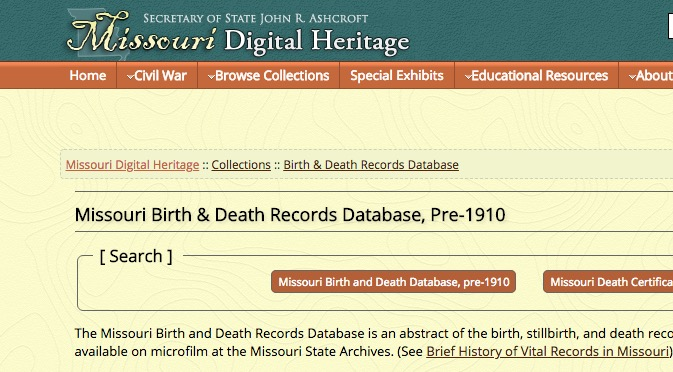 SECRETARY OF STATE JOHN R. ASHCROFT
Missouri Digital Heritage
Home Civil War Browse Collections Special Exhibits Educational Resources About
Missouri Digital Heritage :: Collections :: Birth & Death Records Database
Missouri Birth & Death Records Database, Pre-1910
[ Search ]
Missouri Birth and Death Database, pre-1910 Missouri Death Certifica
The Missouri Birth and Death Records Database is an abstract of the birth, stillbirth, and death reco
available on microfilm at the Missouri State Archives. (See Brief History of Vital Records in Missouri)